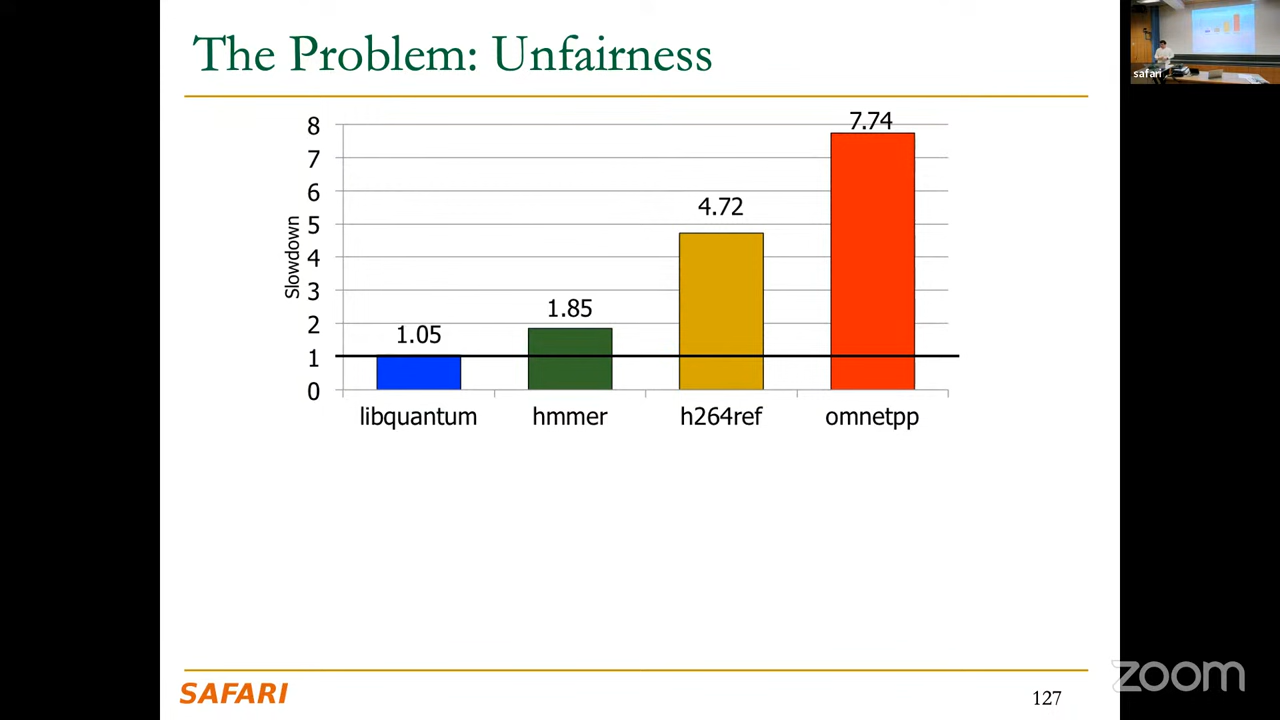 The Problem: Unfairness
safari
8
7
6
5
4
3
2
1
0
Slowdown
1.05
1.85
4.72
7.74
libquantum
hmmer
h264ref
omnetpp
SAFARI
127
zoom